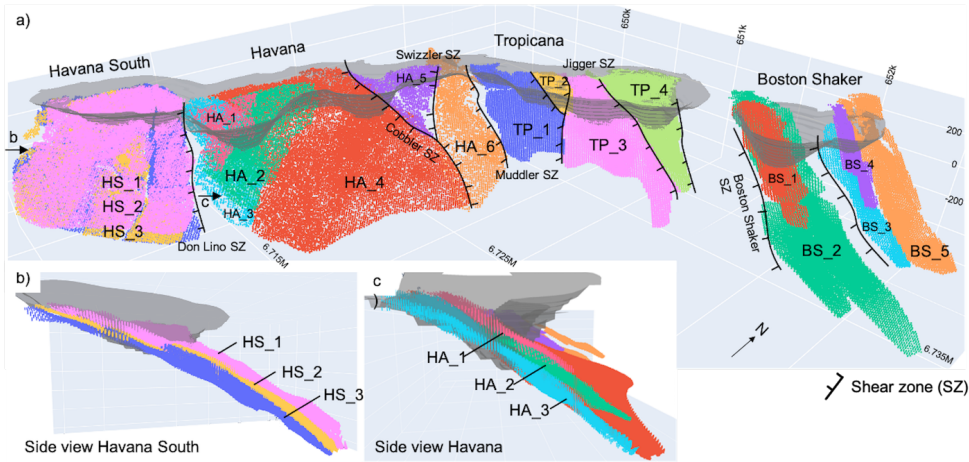 a)
Havana South
Havana
Tropicana
Boston Shaker
Swizzler SZ
Jigger SZ
650k
651k
652k
HA_5
TP_2
TP_4
HA_1
b
Cobbler SZ
TP_1
HA_6
TP_3
HA_2
HA_4
HS_1
HS_2
HS_3
c
HA_3
Muddler SZ
Don Lino SZ
6.715M
6.725M
6.735M
200
0
-200
BS_1
BS_4
BS_3
BS_2
BS_5
Boston Shaker
SZ
N
Shear zone (SZ)
b)
HS_1
HS_2
HS_3
Side view Havana South
c
)
HA_1
HA_2
HA_3
Side view Havana